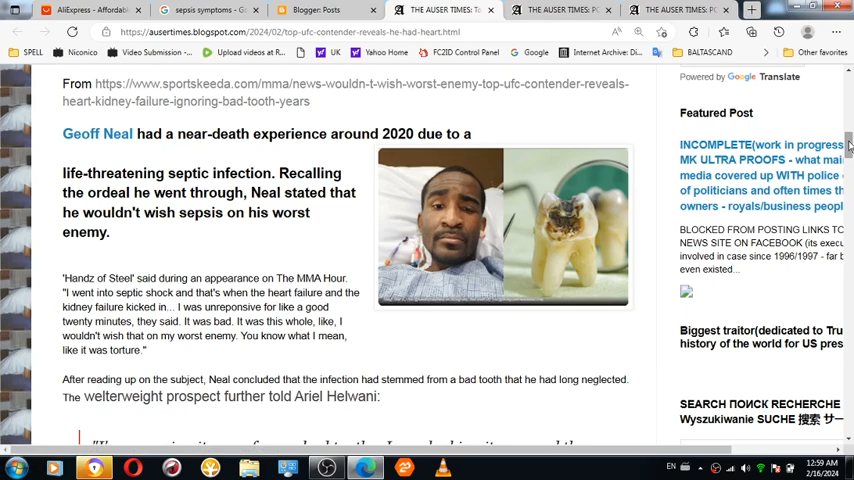 AliExpress - Affordab
sepsis symptoms - G
Blogger: Posts
THE AUSER TIMES: To
THE AUSER TIMES: PO
THE AUSER TIMES: PO
https://ausertimes.blogspot.com/2024/02/top-ufc-contender-reveals-he-had-heart.html
SPELL
Niconico
Video Submission -...
Upload videos at R...
UK
Yahoo Home
FC2ID Control Panel
Google
Internet Archive: Di...
BALTASCAND
Other favorites
From https://www.sportskeeda.com/mma/news-wouldn-t-wish-worst-enemy-top-ufc-contender-reveals-
heart-kidney-failure-ignoring-bad-tooth-years
Geoff Neal had a near-death experience around 2020 due to a
life-threatening septic infection. Recalling
the ordeal he went through, Neal stated that
he wouldn't wish sepsis on his worst
enemy.
'Handz of Steel' said during an appearance on The MMA Hour.
"I went into septic shock and that's when the heart failure and the
kidney failure kicked in... I was unreponsive for like a good
twenty minutes, they said. It was bad. It was this whole, like, I
wouldn't wish that on my worst enemy. You know what I mean,
like it was torture."
After reading up on the subject, Neal concluded that the infection had stemmed from a bad tooth that he had long neglected.
The welterweight prospect further told Ariel Helwani:
Powered by Google Translate
Featured Post
INCOMPLETE(work in progress
MK ULTRA PROOFS - what mai
media covered up WITH police
of politicians and often times th
owners - royals/business peopl
BLOCKED FROM POSTING LINKS TO
NEWS SITE ON FACEBOOK (its execu
involved in case since 1996/1997 - far b
even existed...
Biggest traitor(dedicated to Tru
history of the world for US pres
SEARCH ПОИСК RECHERCHE
Wyszukiwanie SUCHE 搜索 サー
EN
12:59 AM
2/16/2024